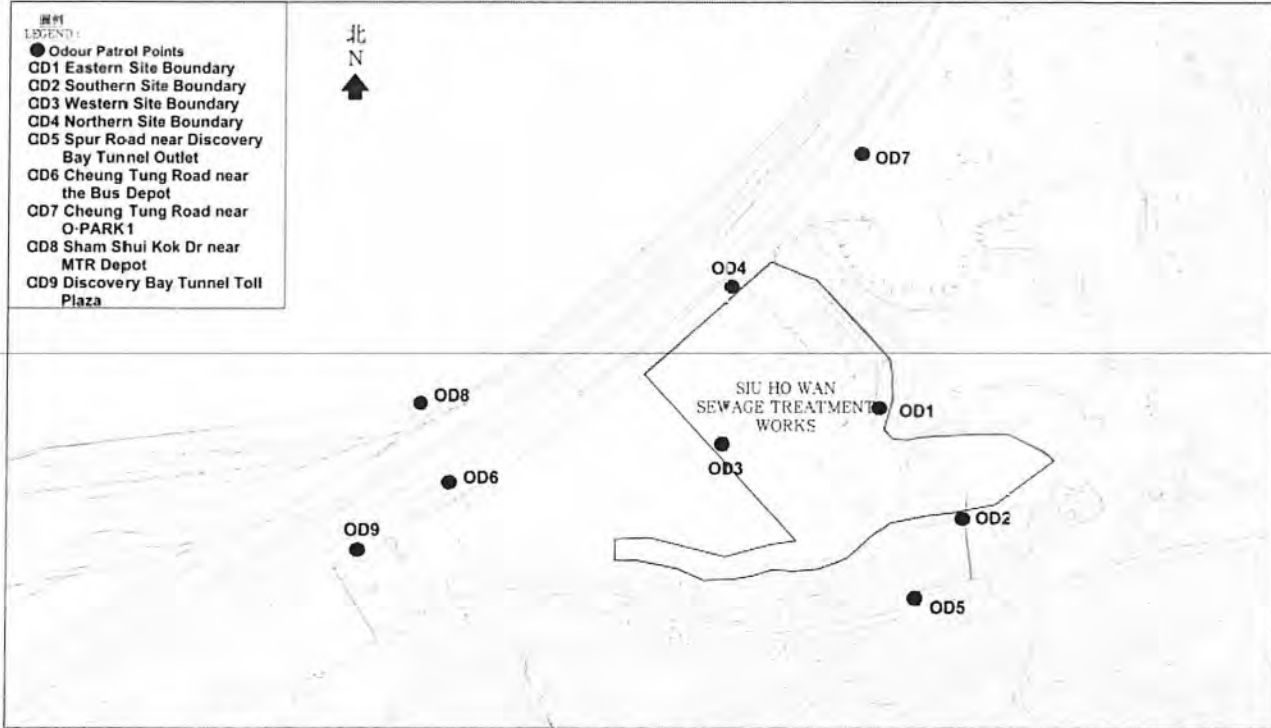 圖例
LEGEND :
Odour Patrol Points
OD1 Eastern Site Boundary
OD2 Southern Site Boundary
OD3 Western Site Boundary
OD4 Northern Site Boundary
OD5 Spur Road near Discovery
Bay Tunnel Outlet
OD6 Cheung Tung Road near
the Bus Depot
OD7 Cheung Tung Road near
O·PARK1
OD8 Sham Shui Kok Dr near
MTR Depot
OD9 Discovery Bay Tunnel Toll
Plaza
北
N
OD7
OD4
SIU HO WAN
SEWAGE TREATMENT
WORKS
OD8
OD1
OD3
OD6
OD2
OD9
OD5